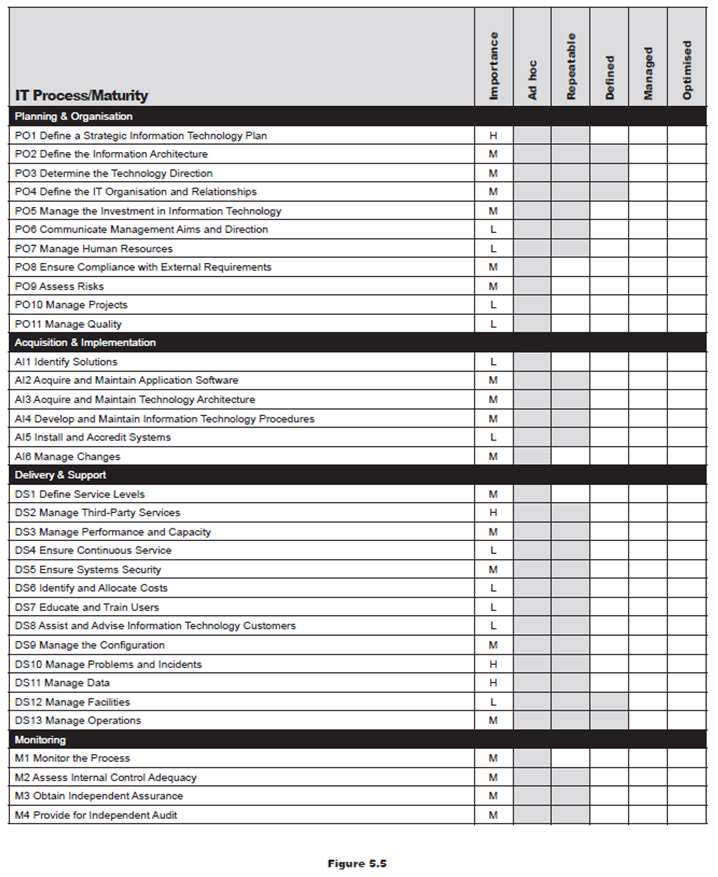 IT Process/Maturity Importance Ad hoc Repeatable Defined Managed Optimised
Planning & Organisation
PO1 Define a Strategic Information Technology Plan H
PO2 Define the Information Architecture M
PO3 Determine the Technology Direction M
PO4 Define the IT Organisation and Relationships M
PO5 Manage the Investment in Information Technology M
PO6 Communicate Management Aims and Direction L
PO7 Manage Human Resources L
PO8 Ensure Compliance with External Requirements M
PO9 Assess Risks M
PO10 Manage Projects L
PO11 Manage Quality L
Acquisition & Implementation
AI1 Identify Solutions L
AI2 Acquire and Maintain Application Software M
AI3 Acquire and Maintain Technology Architecture M
AI4 Develop and Maintain Information Technology Procedures M
AI5 Install and Accredit Systems L
AI6 Manage Changes M
Delivery & Support
DS1 Define Service Levels M
DS2 Manage Third-Party Services H
DS3 Manage Performance and Capacity M
DS4 Ensure Continuous Service L
DS5 Ensure Systems Security M
DS6 Identify and Allocate Costs L
DS7 Educate and Train Users L
DS8 Assist and Advise Information Technology Customers L
DS9 Manage the Configuration M
DS10 Manage Problems and Incidents H
DS11 Manage Data H
DS12 Manage Facilities L
DS13 Manage Operations M
Monitoring
M1 Monitor the Process M
M2 Assess Internal Control Adequacy M
M3 Obtain Independent Assurance M
M4 Provide for Independent Audit M
Figure 5.5